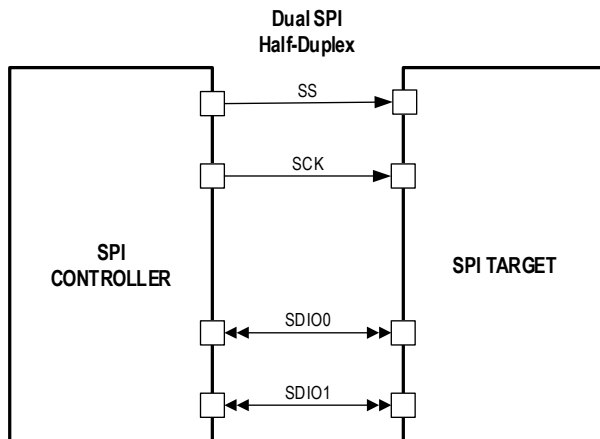 Dual SPI
Half-Duplex
SS
SCK
SPI
CONTROLLER
SPI TARGET
SDIO0
SDIO1